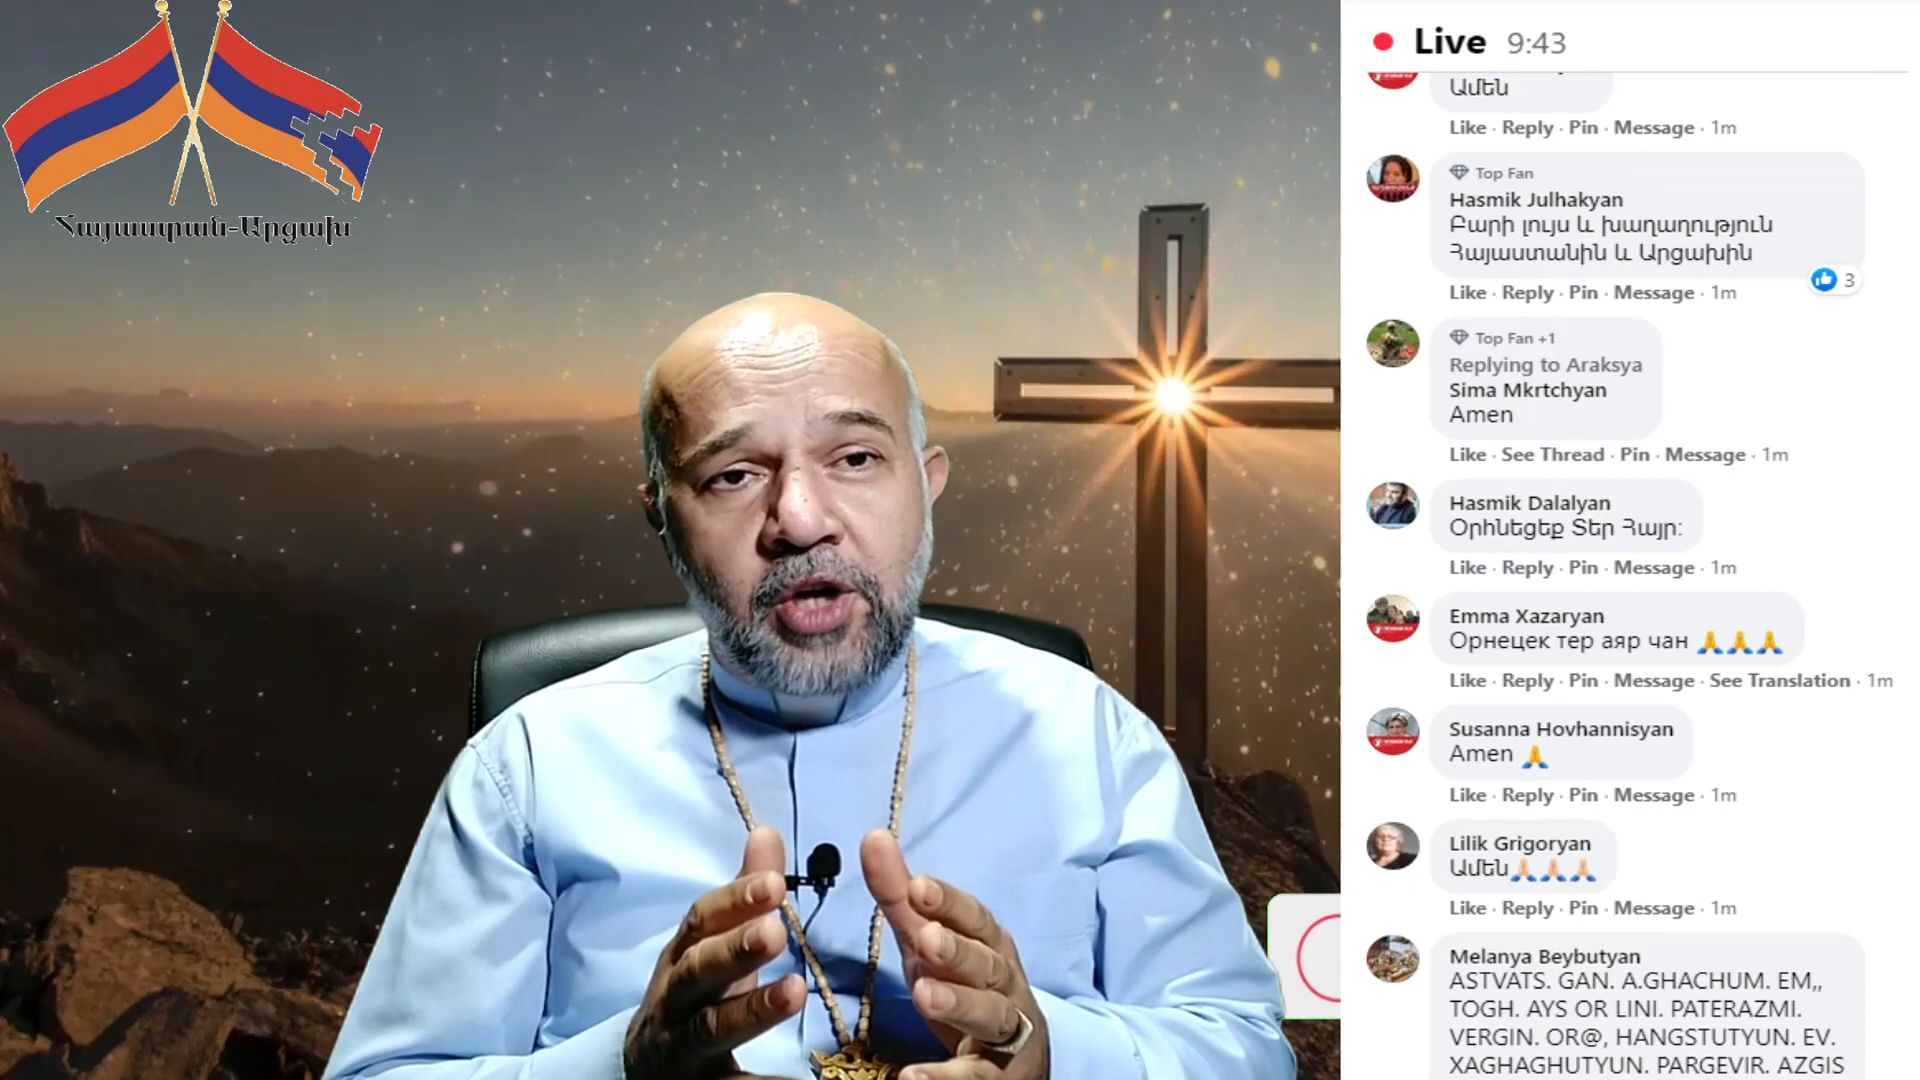 Հայաստան-Արցախ
Live 9:43
Ամեն
Like · Reply · Pin · Message · 1m
Top Fan
Hasmik Julhakyan
Բարի լույս և խաղաղություն
Հայաստանին և Արցախին
3
Like · Reply · Pin · Message · 1m
Top Fan +1
Replying to Araksya
Sima Mkrtchyan
Amen
Like · See Thread · Pin · Message · 1m
Hasmik Dalalyan
Օրհնեցեք Տեր Հայր:
Like · Reply · Pin · Message · 1m
Emma Xazaryan
Орнецек тер аяр чан 🙏🙏🙏
Like · Reply · Pin · Message · See Translation · 1m
Susanna Hovhannisyan
Amen 🙏
Like · Reply · Pin · Message · 1m
Lilik Grigoryan
Ամեն🙏🏻🙏🏻🙏🏻
Like · Reply · Pin · Message · 1m
Melanya Beybutyan
ASTVATS. GAN. A.GHACHUM. EM,,
TOGH. AYS OR LINI. PATERAZMI.
VERGIN. OR@, HANGSTUTYUN. EV.
XAGHAGHUTYUN. PARGEVIR. AZGIS